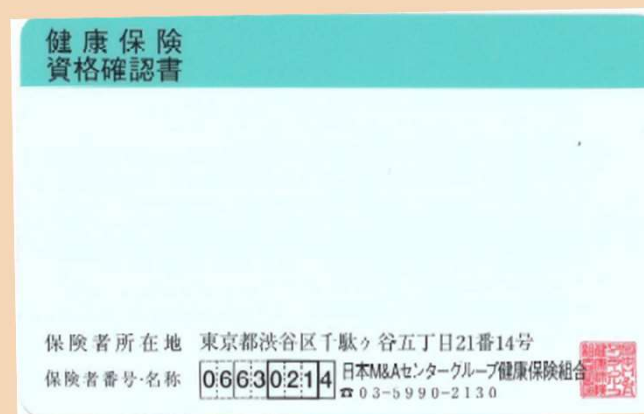 健康保険
資格確認書
保険者所在地 東京都渋谷区千駄ヶ谷五丁目21番14号
保険者番号・名称 06630214 日本M&Aセンターグループ健康保険組合
☎03-5990-2130